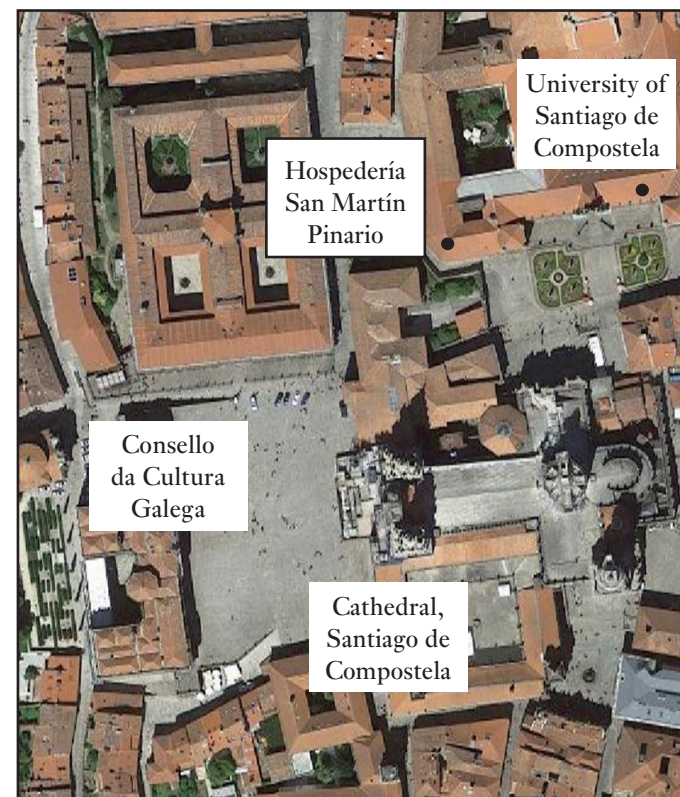 University of
Santiago de
Compostela
Hospedería
San Martín
Pinario
Consello
da Cultura
Galega
Cathedral,
Santiago de
Compostela